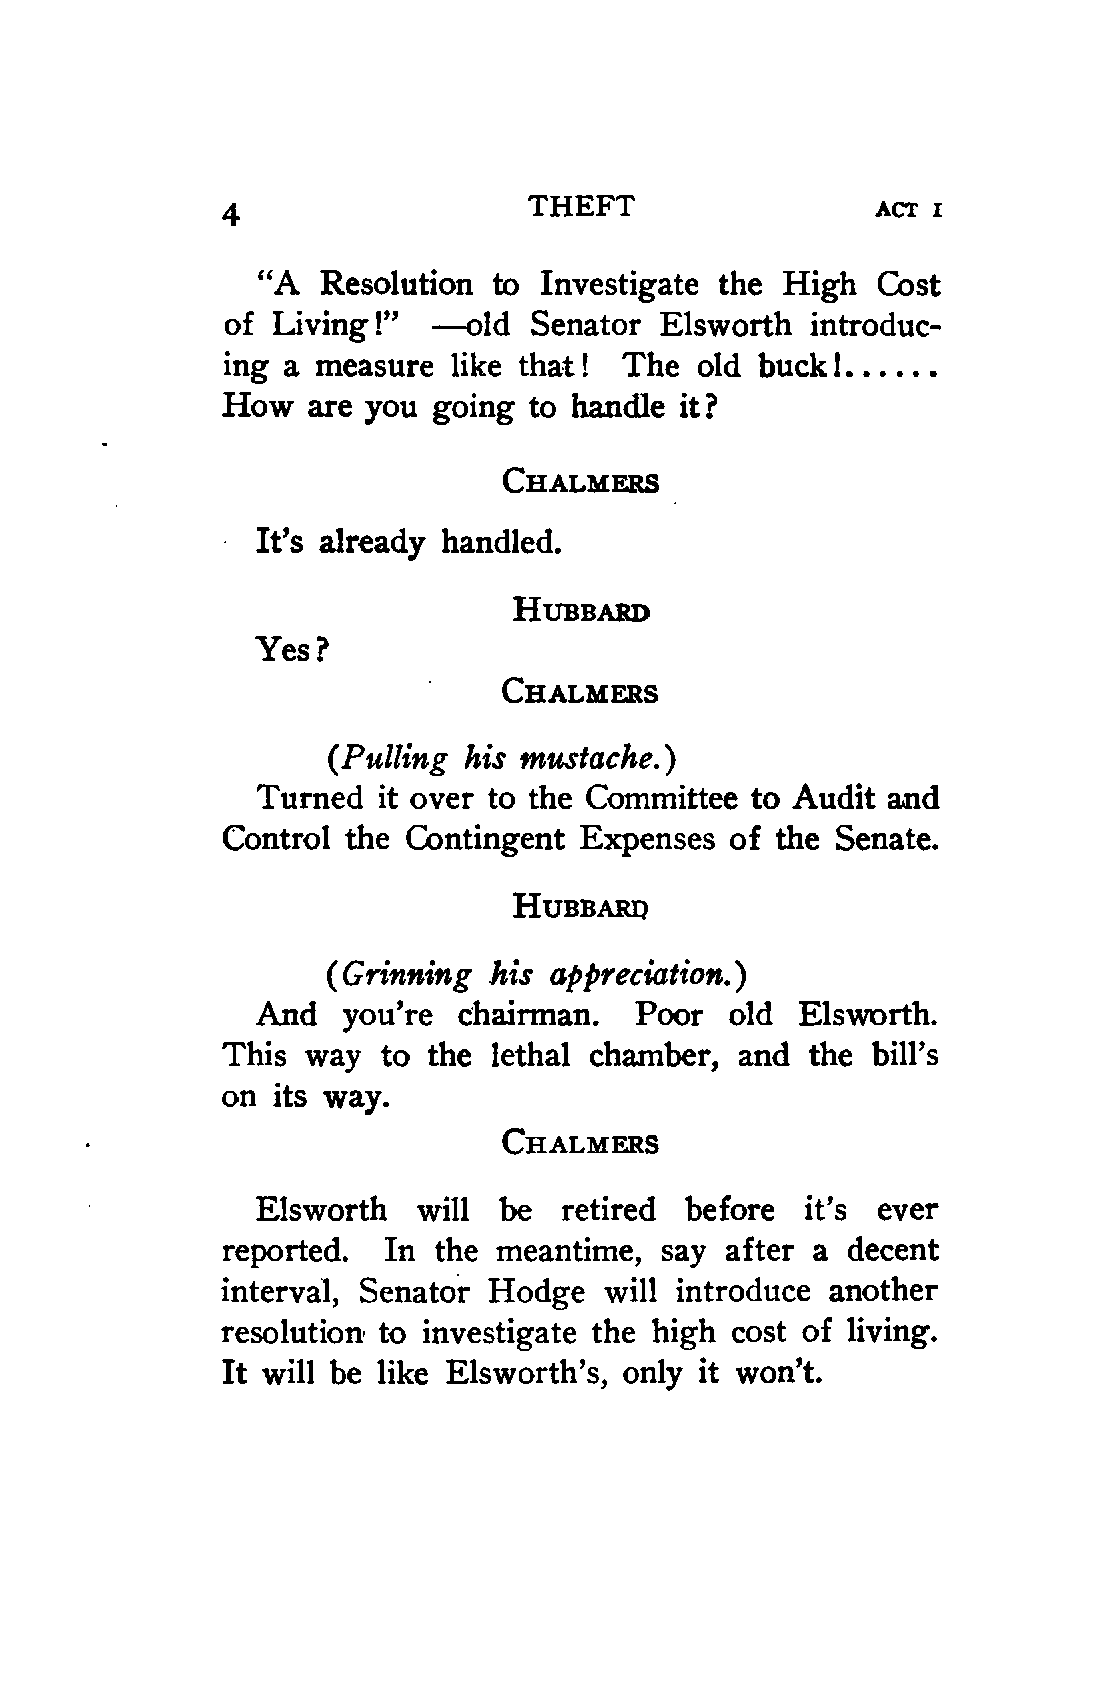 4 THEFT ACT I
“A Resolution to Investigate the High Cost
of Living!” —old Senator Elsworth introduc-
ing a measure like that! The old buck!......
How are you going to handle it?
CHALMERS
It’s already handled.
HUBBARD
Yes?
CHALMERS
(Pulling his mustache.)
Turned it over to the Committee to Audit and
Control the Contingent Expenses of the Senate.
HUBBARD
(Grinning his appreciation.)
And you’re chairman. Poor old Elsworth.
This way to the lethal chamber, and the bill’s
on its way.
CHALMERS
Elsworth will be retired before it’s ever
reported. In the meantime, say after a decent
interval, Senator Hodge will introduce another
resolution to investigate the high cost of living.
It will be like Elsworth’s, only it won’t.